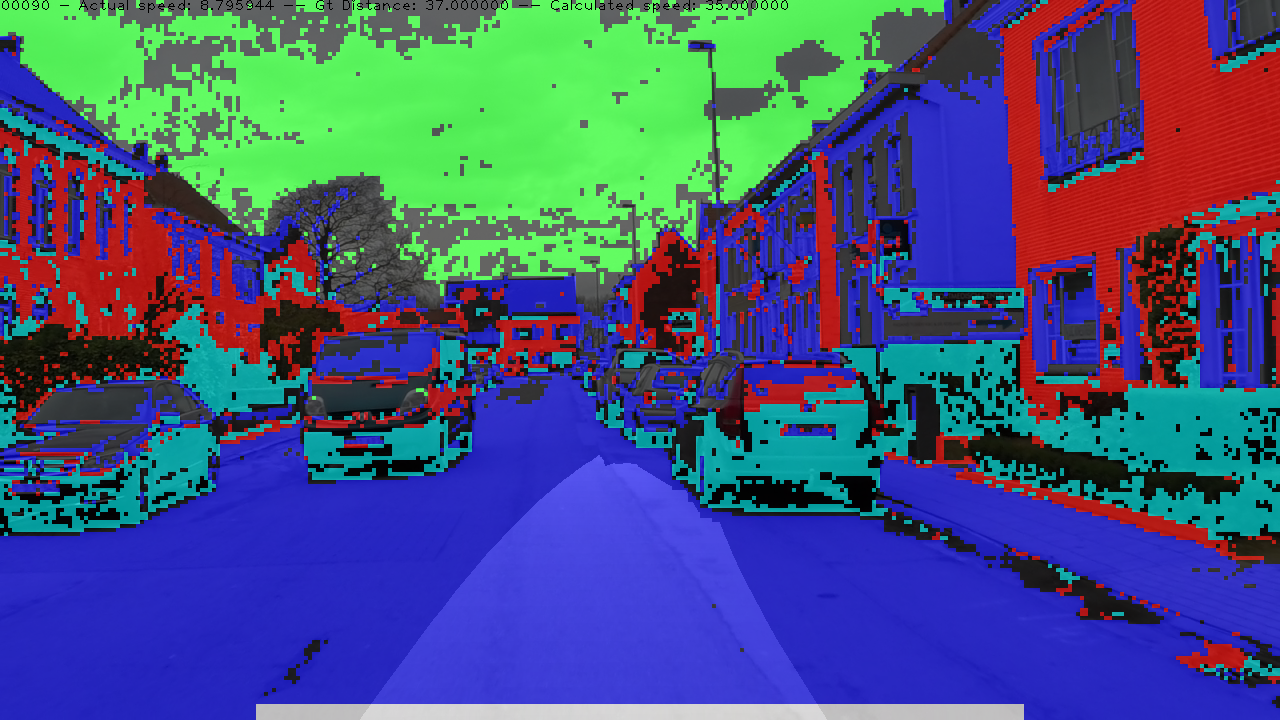 00090 -- Actual speed: 8.795944 --- Gt Distance: 37.000000 --- Calculated speed: 35.000000